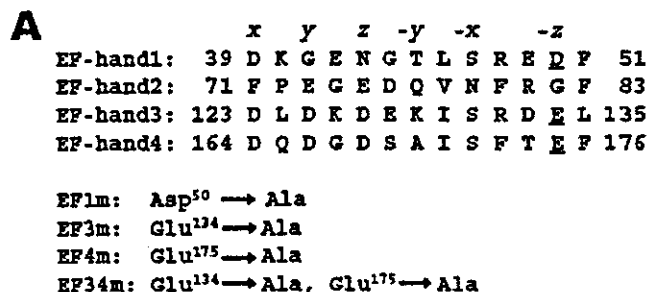 A
x y z -y -x -z
EF-hand1: 39 D K G E N G T L S R E D F 51
EF-hand2: 71 F P E G E D Q V N F R G F 83
EF-hand3: 123 D L D K D E K I S R D E L 135
EF-hand4: 164 D Q D G D S A I S F T E F 176
EF1m: Asp50 → Ala
EF3m: Glu134 → Ala
EF4m: Glu175 → Ala
EF34m: Glu134 → Ala, Glu175 → Ala